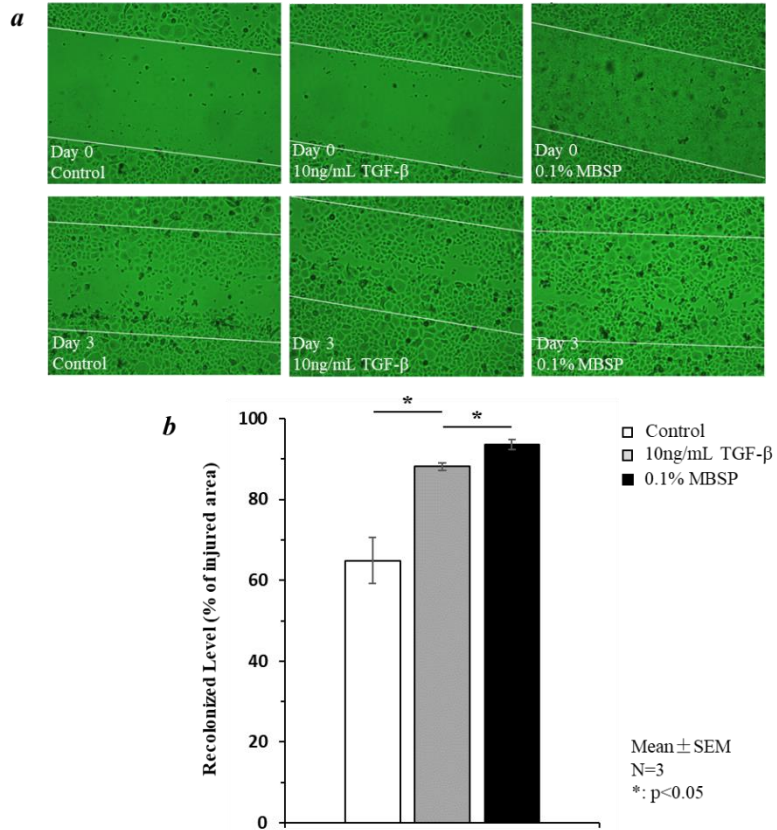 a
Day 0
Control
Day 0
10ng/mL TGF-β
Day 0
0.1% MBSP
Day 3
Control
Day 3
10ng/mL TGF-β
Day 3
0.1% MBSP
b
Recolonized Level (% of injured area)
100
80
60
40
20
0
*
*
Control
10ng/mL TGF-β
0.1% MBSP
Mean±SEM
N=3
*: p<0.05